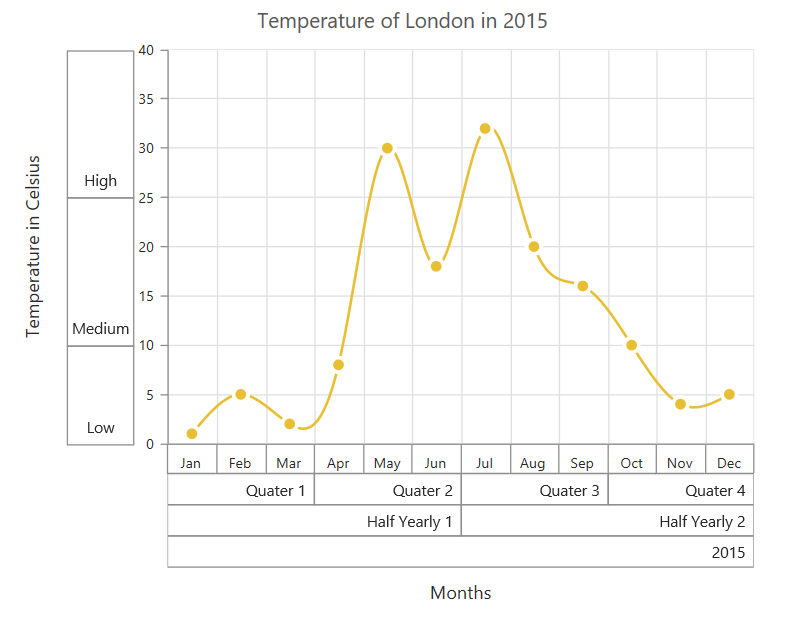 Temperature of London in 2015
Temperature in Celsius
High
Medium
Low
40
35
30
25
20
15
10
5
0
Jan Feb Mar Apr May Jun Jul Aug Sep Oct Nov Dec
Quater 1 Quater 2 Quater 3 Quater 4
Half Yearly 1 Half Yearly 2
2015
Months